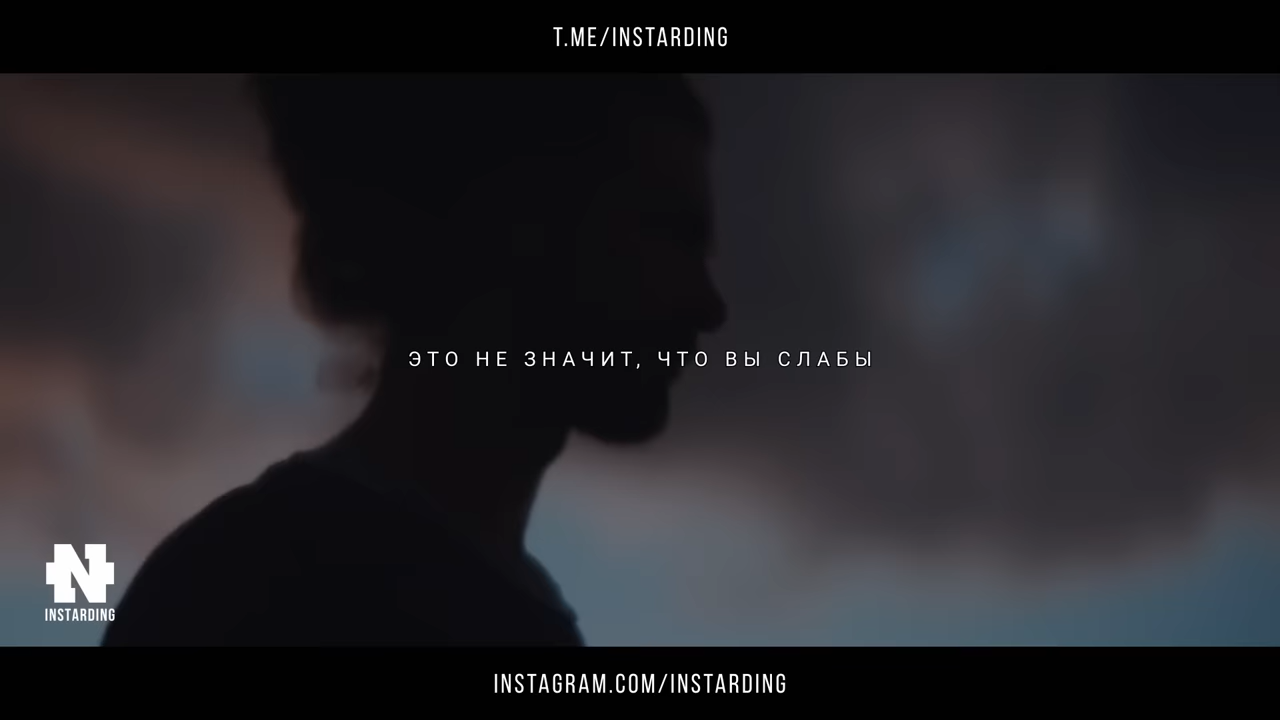 T.ME/INSTARDING
ЭТО НЕ ЗНАЧИТ, ЧТО ВЫ СЛАБЫ
N
INSTARDING
INSTAGRAM.COM/INSTARDING